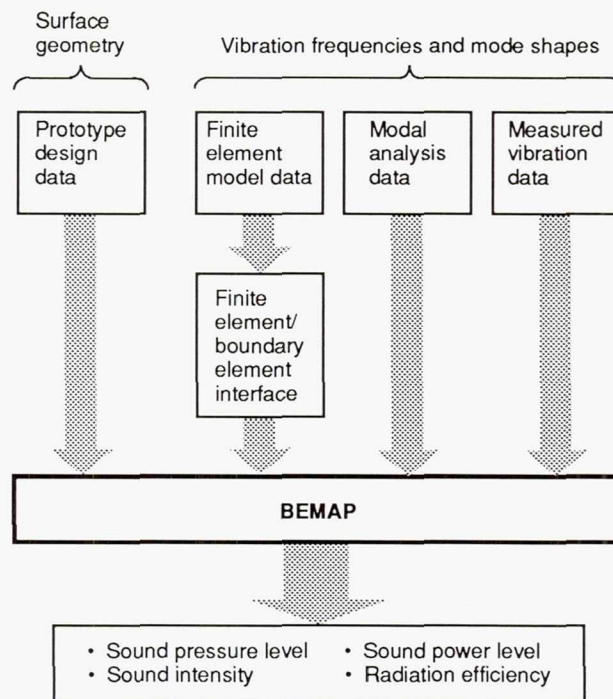 Surface
geometry
Vibration frequencies and mode shapes
Prototype
design
data
Finite
element
model data
Modal
analysis
data
Measured
vibration
data
Finite
element/
boundary
element
interface
BEMAP
• Sound pressure level
• Sound intensity
• Sound power level
• Radiation efficiency